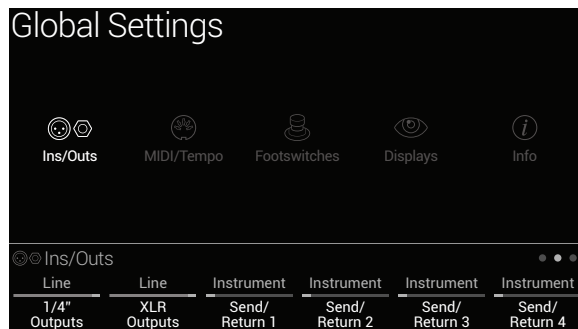 Global Settings
Ins/Outs MIDI/Tempo Footswitches Displays Info
Ins/Outs
Line Line Instrument Instrument Instrument Instrument
1/4" XLR Send/ Send/ Send/ Send/
Outputs Outputs Return 1 Return 2 Return 3 Return 4